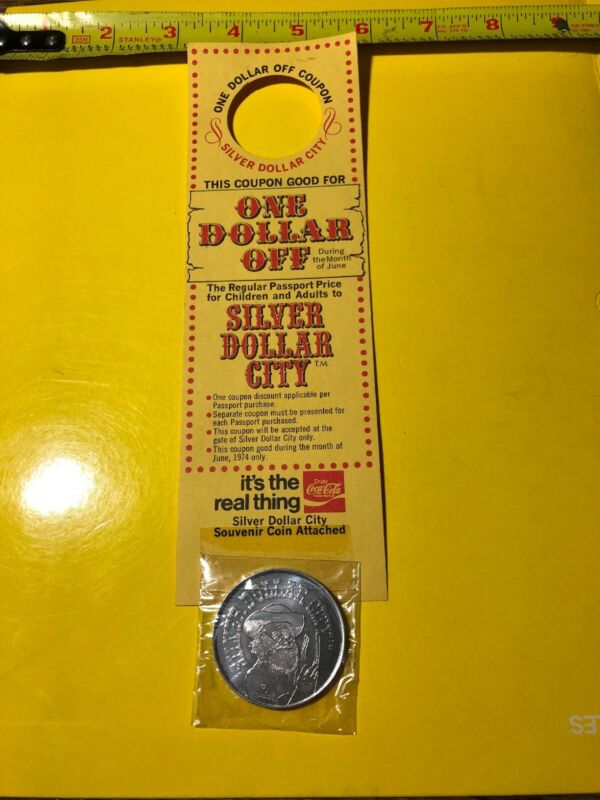 2 3 4 5 6 7 8
STANLEY®
ONE DOLLAR OFF COUPON
SILVER DOLLAR CITY
THIS COUPON GOOD FOR
ONE
DOLLAR
OFF
During
the Month
of June
The Regular Passport Price
for Children and Adults to
SILVER
DOLLAR
CITY T.M.
• One coupon discount applicable per
Passport purchase.
• Separate coupon must be presented for
each Passport purchased.
• This coupon will be accepted at the
gate of Silver Dollar City only.
• This coupon good during the month of
June, 1974 only.
it's the
real thing
Enjoy
Coca-Cola
Silver Dollar City
Souvenir Coin Attached
SILVER DOLLAR CITY
LES